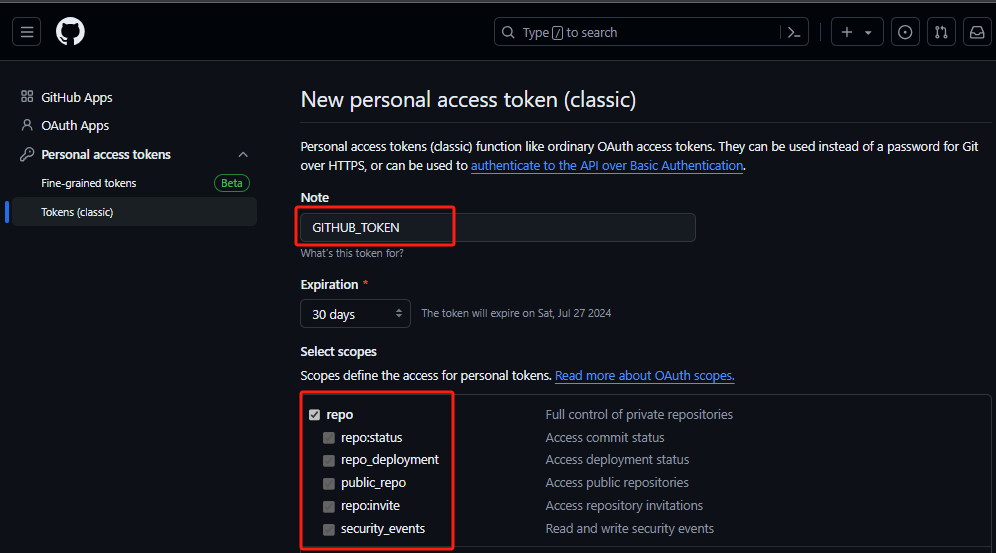 Type / to search
GitHub Apps
OAuth Apps
Personal access tokens
Fine-grained tokens
Beta
Tokens (classic)
New personal access token (classic)
Personal access tokens (classic) function like ordinary OAuth access tokens. They can be used instead of a password for Git
over HTTPS, or can be used to authenticate to the API over Basic Authentication.
Note
GITHUB_TOKEN
What's this token for?
Expiration *
30 days
The token will expire on Sat, Jul 27 2024
Select scopes
Scopes define the access for personal tokens. Read more about OAuth scopes.
repo Full control of private repositories
repo:status Access commit status
repo_deployment Access deployment status
public_repo Access public repositories
repo:invite Access repository invitations
security_events Read and write security events